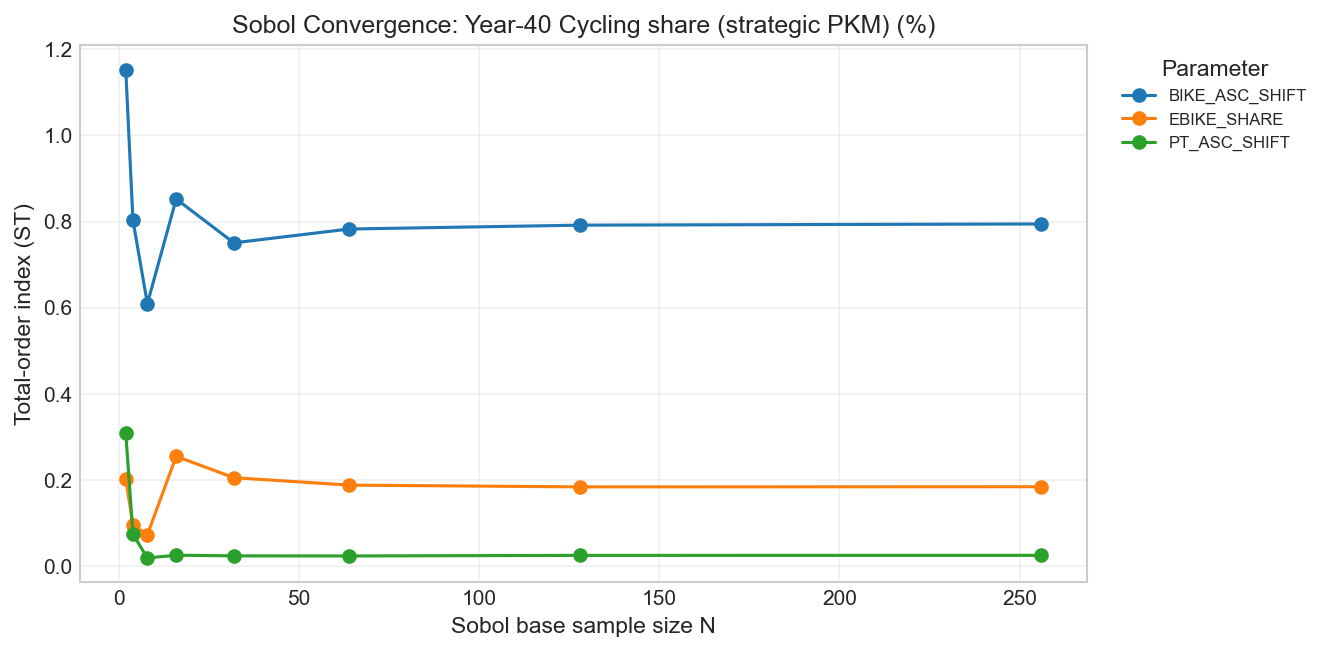 Sobol Convergence: Year-40 Cycling share (strategic PKM) (%)
Parameter
BIKE_ASC_SHIFT
EBIKE_SHARE
PT_ASC_SHIFT
Total-order index (ST)
1.2
1.0
0.8
0.6
0.4
0.2
0.0
0 50 100 150 200 250
Sobol base sample size N